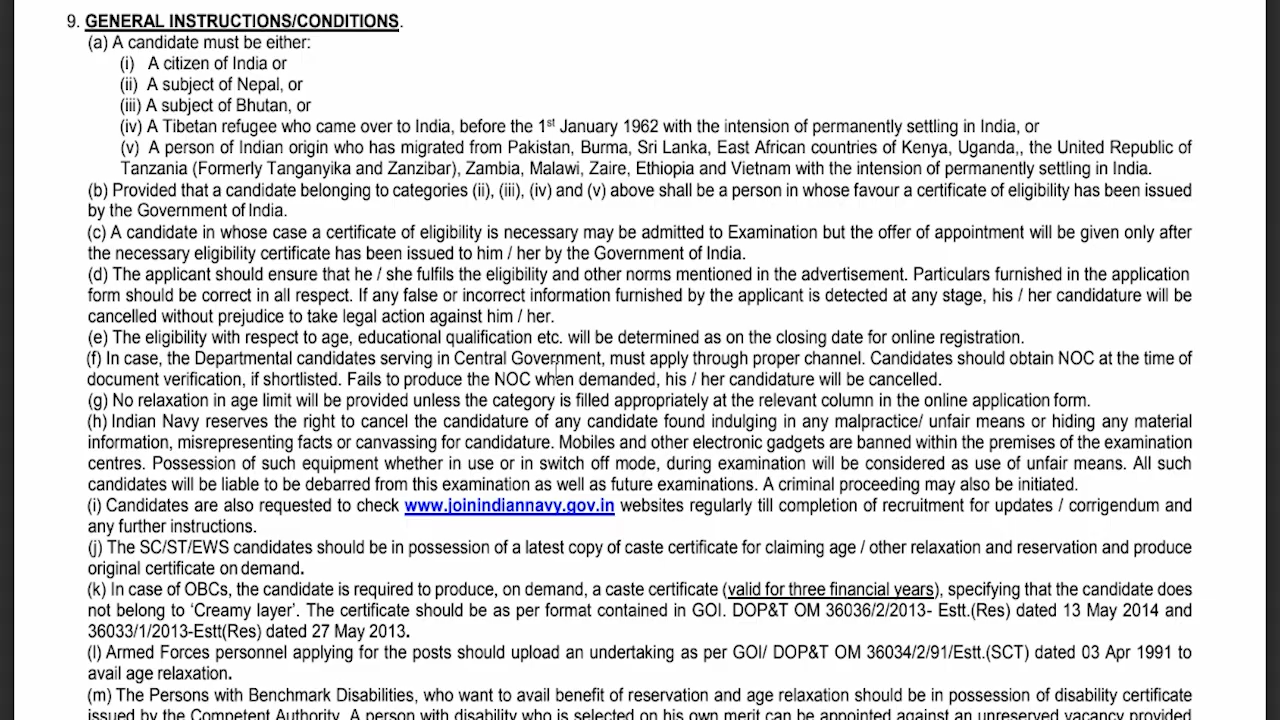 9. GENERAL INSTRUCTIONS/CONDITIONS.
(a) A candidate must be either:
(i) A citizen of India or
(ii) A subject of Nepal, or
(iii) A subject of Bhutan, or
(iv) A Tibetan refugee who came over to India, before the 1st January 1962 with the intension of permanently settling in India, or
(v) A person of Indian origin who has migrated from Pakistan, Burma, Sri Lanka, East African countries of Kenya, Uganda,, the United Republic of
Tanzania (Formerly Tanganyika and Zanzibar), Zambia, Malawi, Zaire, Ethiopia and Vietnam with the intension of permanently settling in India.
(b) Provided that a candidate belonging to categories (ii), (iii), (iv) and (v) above shall be a person in whose favour a certificate of eligibility has been issued
by the Government of India.
(c) A candidate in whose case a certificate of eligibility is necessary may be admitted to Examination but the offer of appointment will be given only after
the necessary eligibility certificate has been issued to him / her by the Government of India.
(d) The applicant should ensure that he / she fulfils the eligibility and other norms mentioned in the advertisement. Particulars furnished in the application
form should be correct in all respect. If any false or incorrect information furnished by the applicant is detected at any stage, his / her candidature will be
cancelled without prejudice to take legal action against him / her.
(e) The eligibility with respect to age, educational qualification etc. will be determined as on the closing date for online registration.
(f) In case, the Departmental candidates serving in Central Government, must apply through proper channel. Candidates should obtain NOC at the time of
document verification, if shortlisted. Fails to produce the NOC when demanded, his / her candidature will be cancelled.
(g) No relaxation in age limit will be provided unless the category is filled appropriately at the relevant column in the online application form.
(h) Indian Navy reserves the right to cancel the candidature of any candidate found indulging in any malpractice/ unfair means or hiding any material
information, misrepresenting facts or canvassing for candidature. Mobiles and other electronic gadgets are banned within the premises of the examination
centres. Possession of such equipment whether in use or in switch off mode, during examination will be considered as use of unfair means. All such
candidates will be liable to be debarred from this examination as well as future examinations. A criminal proceeding may also be initiated.
(i) Candidates are also requested to check www.joinindiannavy.gov.in websites regularly till completion of recruitment for updates / corrigendum and
any further instructions.
(j) The SC/ST/EWS candidates should be in possession of a latest copy of caste certificate for claiming age / other relaxation and reservation and produce
original certificate on demand.
(k) In case of OBCs, the candidate is required to produce, on demand, a caste certificate (valid for three financial years), specifying that the candidate does
not belong to ‘Creamy layer’. The certificate should be as per format contained in GOI. DOP&T OM 36036/2/2013- Estt.(Res) dated 13 May 2014 and
36033/1/2013-Estt(Res) dated 27 May 2013.
(l) Armed Forces personnel applying for the posts should upload an undertaking as per GOI/ DOP&T OM 36034/2/91/Estt.(SCT) dated 03 Apr 1991 to
avail age relaxation.
(m) The Persons with Benchmark Disabilities, who want to avail benefit of reservation and age relaxation should be in possession of disability certificate
issued by the Competent Authority. A person with disability who is selected on his own merit can be appointed against an unreserved vacancy provided